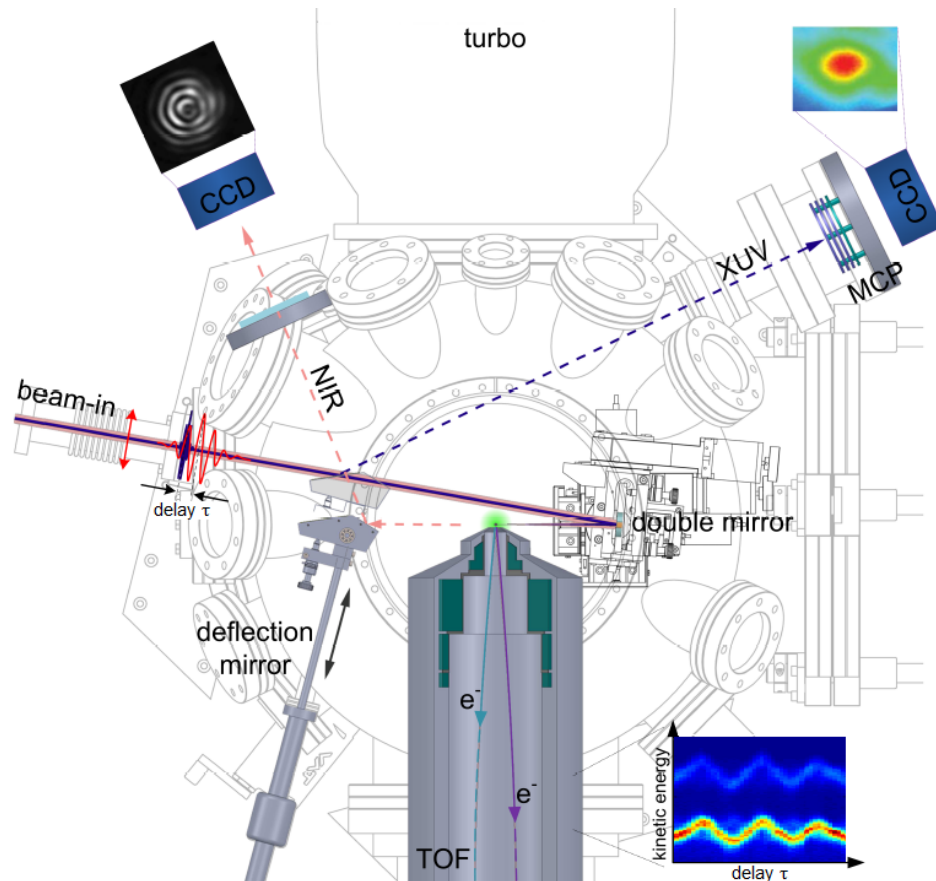 turbo
CCD
CCD
XUV
MCP
NIR
beam-in
delay τ
double mirror
deflection
mirror
e-
e-
TOF
kinetic energy
delay τ